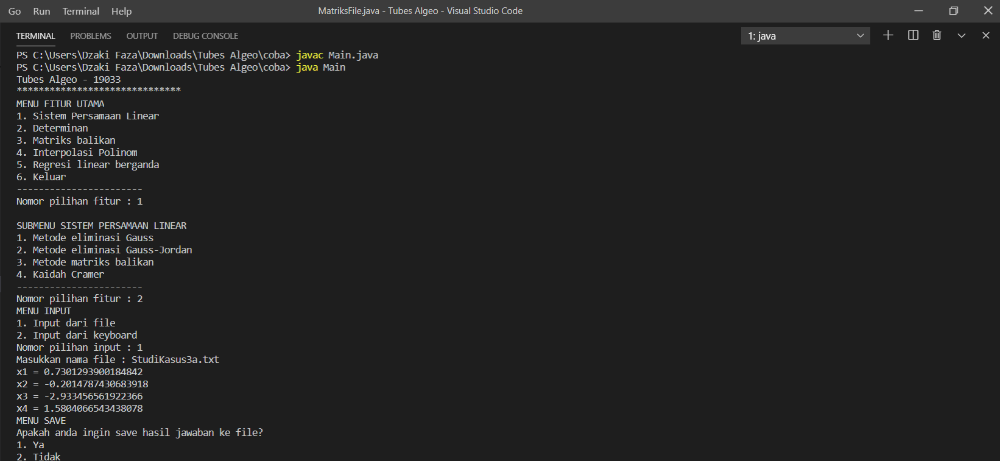 Go Run Terminal Help MatriksFile.java - Tubes Algeo - Visual Studio Code
TERMINAL PROBLEMS OUTPUT DEBUG CONSOLE 1: java
PS C:\Users\Dzaki Faza\Downloads\Tubes Algeo\coba> javac Main.java
PS C:\Users\Dzaki Faza\Downloads\Tubes Algeo\coba> java Main
Tubes Algeo - 19033
******************************
MENU FITUR UTAMA
1. Sistem Persamaan Linear
2. Determinan
3. Matriks balikan
4. Interpolasi Polinom
5. Regresi linear berganda
6. Keluar
-----------------------
Nomor pilihan fitur : 1
SUBMENU SISTEM PERSAMAAN LINEAR
1. Metode eliminasi Gauss
2. Metode eliminasi Gauss-Jordan
3. Metode matriks balikan
4. Kaidah Cramer
-----------------------
Nomor pilihan fitur : 2
MENU INPUT
1. Input dari file
2. Input dari keyboard
Nomor pilihan input : 1
Masukkan nama file : StudiKasus3a.txt
x1 = 0.7301293900184842
x2 = -0.2014787430683918
x3 = -2.933456561922366
x4 = 1.5804066543438078
MENU SAVE
Apakah anda ingin save hasil jawaban ke file?
1. Ya
2. Tidak